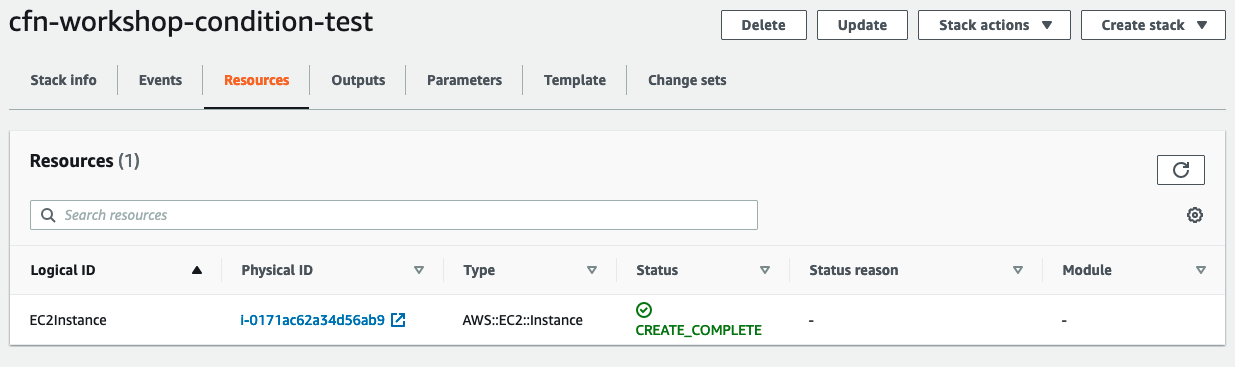 cfn-workshop-condition-test
Delete Update Stack actions Create stack
Stack info Events Resources Outputs Parameters Template Change sets
Resources (1)
Search resources
Logical ID Physical ID Type Status Status reason Module
EC2Instance i-0171ac62a34d56ab9 AWS::EC2::Instance CREATE_COMPLETE - -